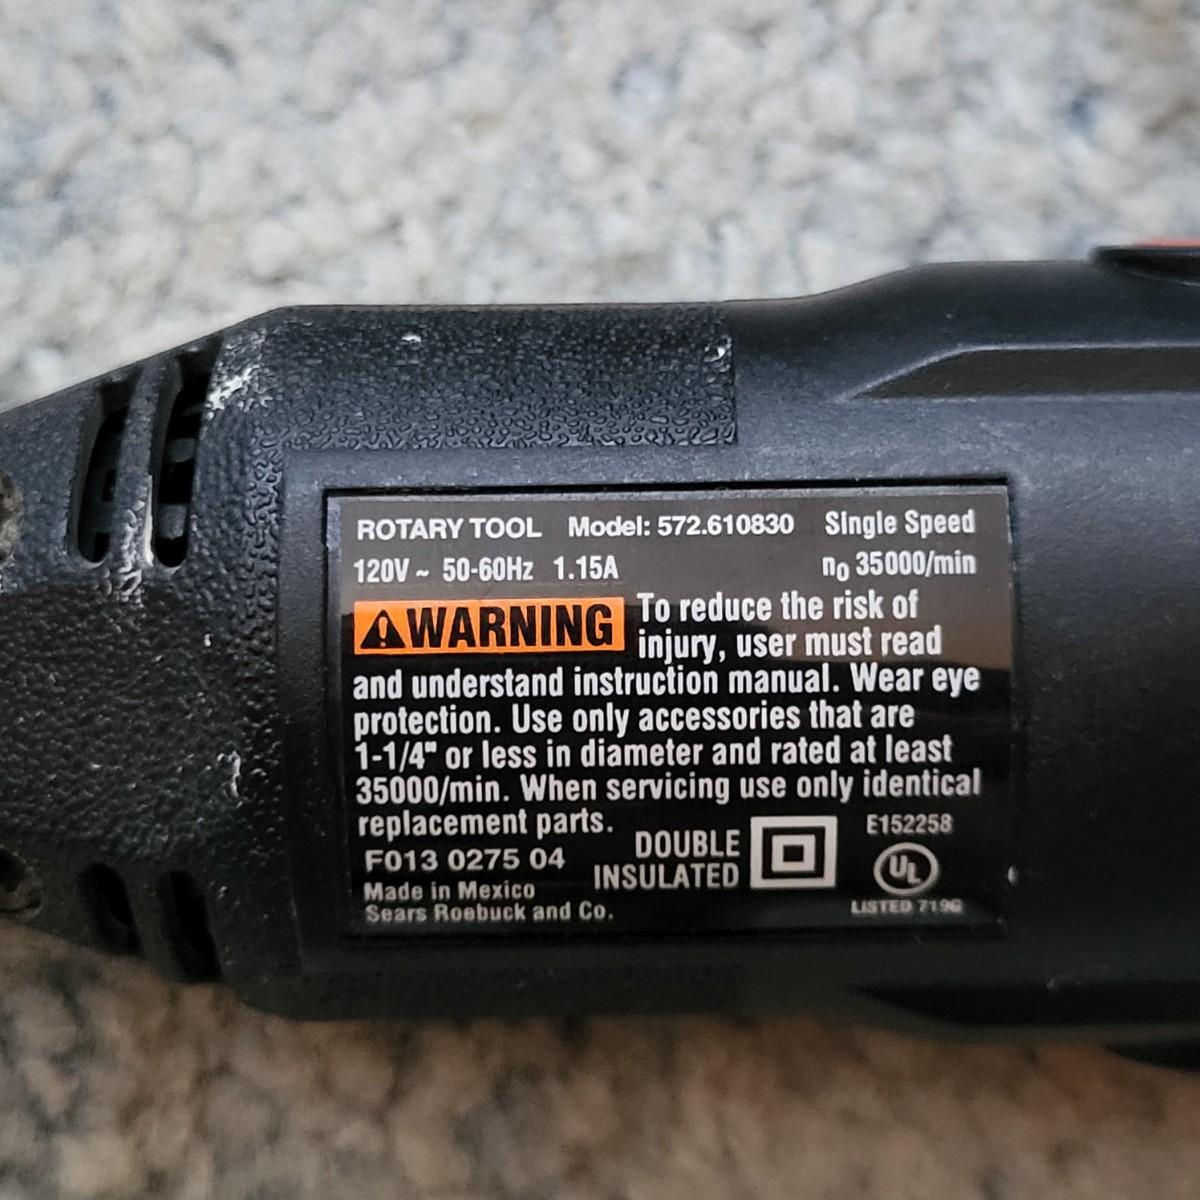 ROTARY TOOL Model: 572.610830 Single Speed
120V ~ 50-60Hz 1.15A n0 35000/min
⚠WARNING To reduce the risk of
injury, user must read
and understand instruction manual. Wear eye
protection. Use only accessories that are
1-1/4" or less in diameter and rated at least
35000/min. When servicing use only identical
replacement parts.
F013 0275 04
Made in Mexico
Sears Roebuck and Co.
DOUBLE
INSULATED
E152258
UL
LISTED 719G